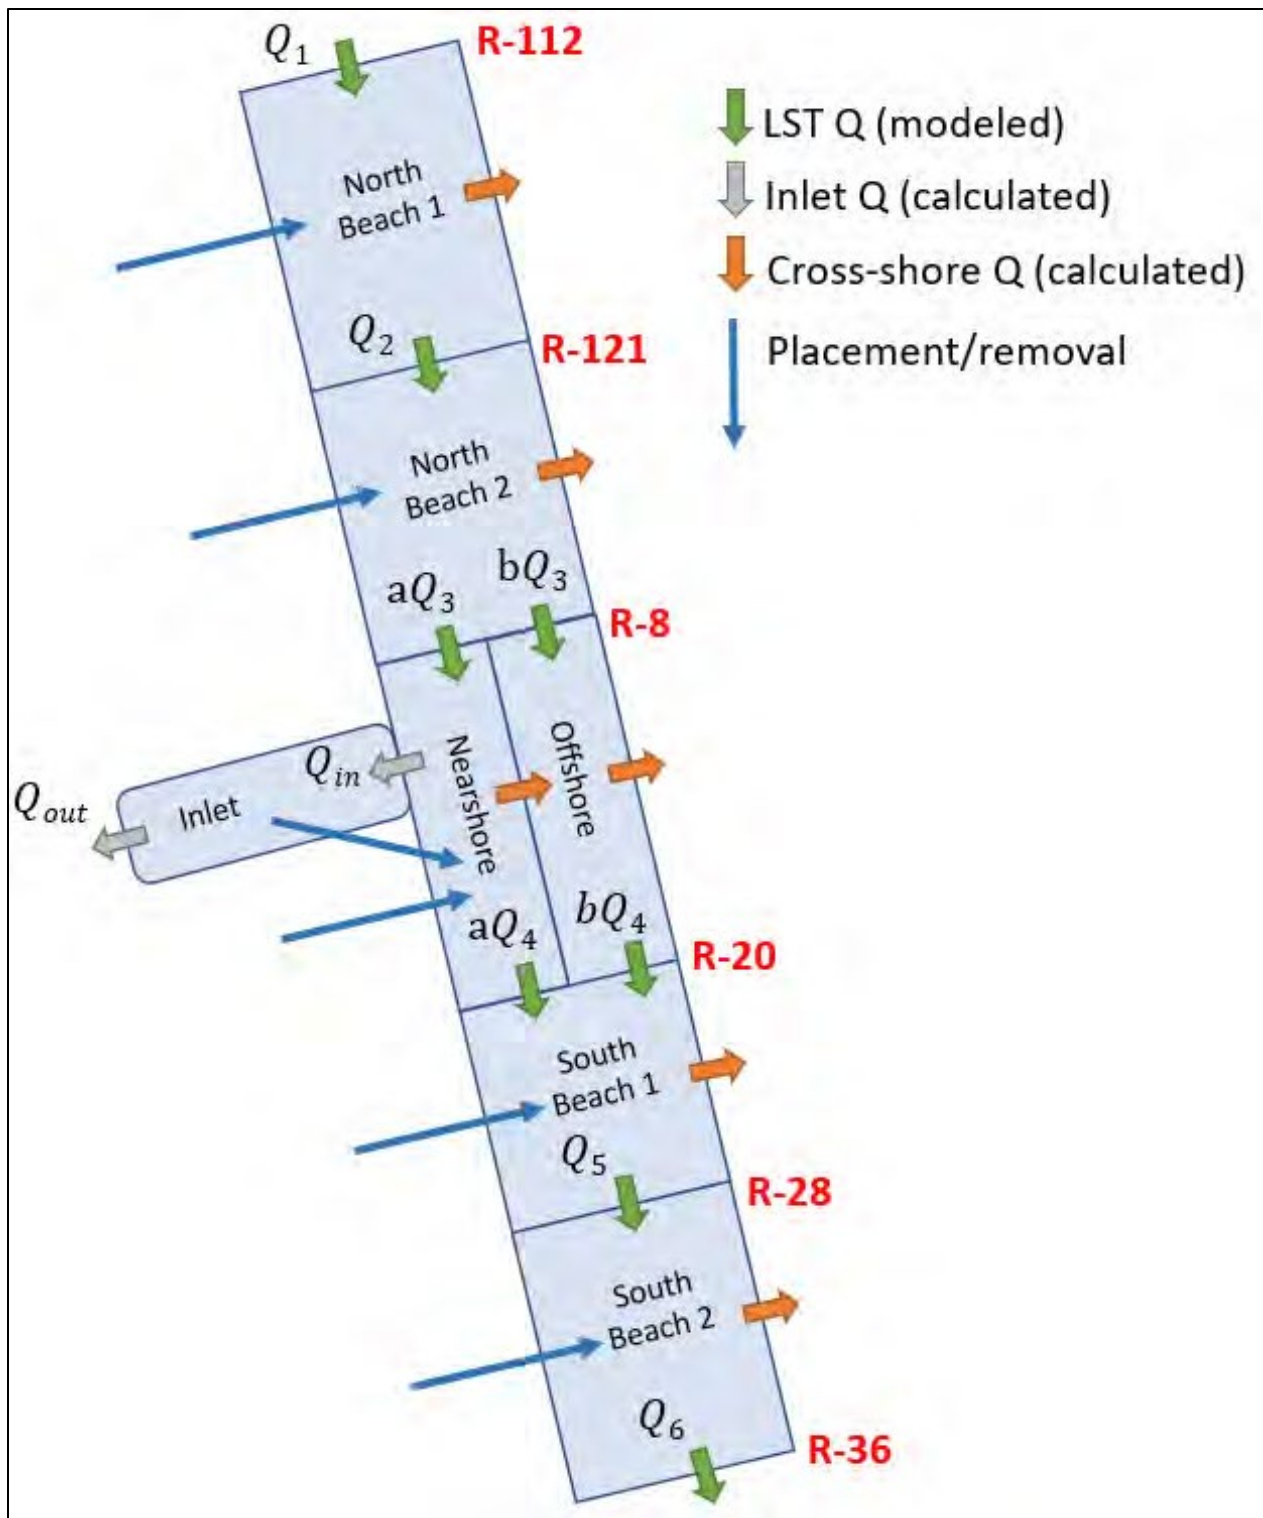 Q1
R-112
LST Q (modeled)
Inlet Q (calculated)
Cross-shore Q (calculated)
Placement/removal
North
Beach 1
Q2
R-121
North
Beach 2
aQ3
bQ3
R-8
Nearshore
Offshore
Qin
Qout
Inlet
aQ4
bQ4
R-20
South
Beach 1
Q5
R-28
South
Beach 2
Q6
R-36